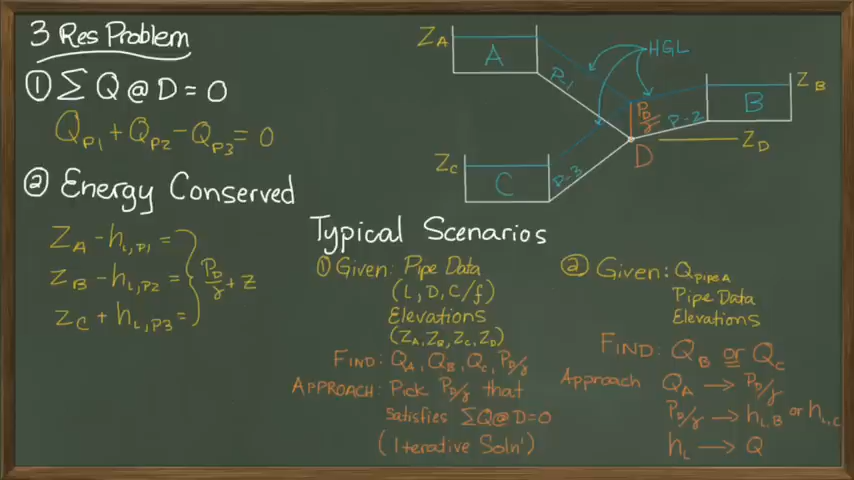 3 Res Problem
① ΣQ @ D = 0
Q_P1 + Q_P2 - Q_P3 = 0
② Energy Conserved
Z_A - h_L,P1 =
Z_B - h_L,P2 = } P_D/γ + Z
Z_C + h_L,P3 =
Z_A
A
HGL
P-1
Z_B
B
P_D/γ
P-2
Z_D
D
Z_C
C
P-3
Typical Scenarios
① Given: Pipe Data
(L, D, C/f)
Elevations
(Z_A, Z_B, Z_C, Z_D)
FIND: Q_A, Q_B, Q_C, P_D/γ
APPROACH: Pick P_D/γ that
satisfies ΣQ@D=0
(Iterative Soln')
② Given: Q_PIPE A
Pipe Data
Elevations
FIND: Q_B or Q_C
Approach Q_A → P_D/γ
P_D/γ → h_L,B or h_L,C
h_L → Q